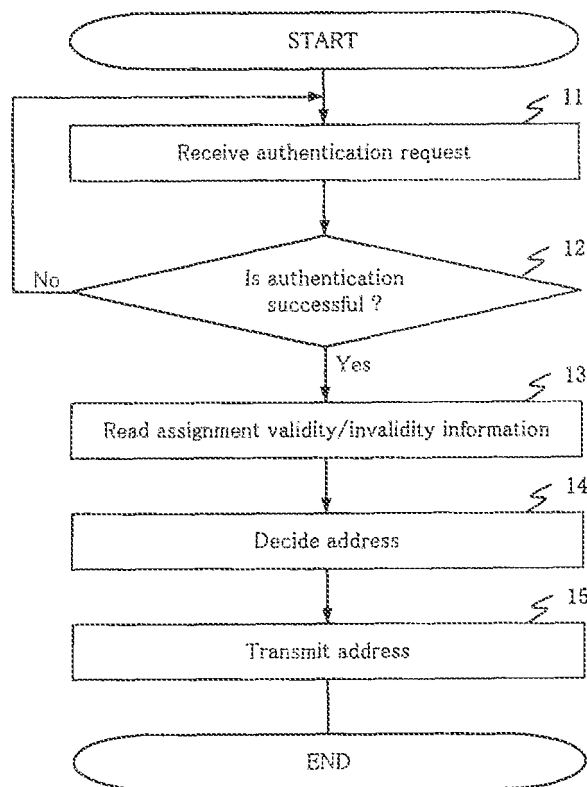 START
11
Receive authentication request
12
Is authentication
successful ?
No
Yes
13
Read assignment validity/invalidity information
14
Decide address
15
Transmit address
END